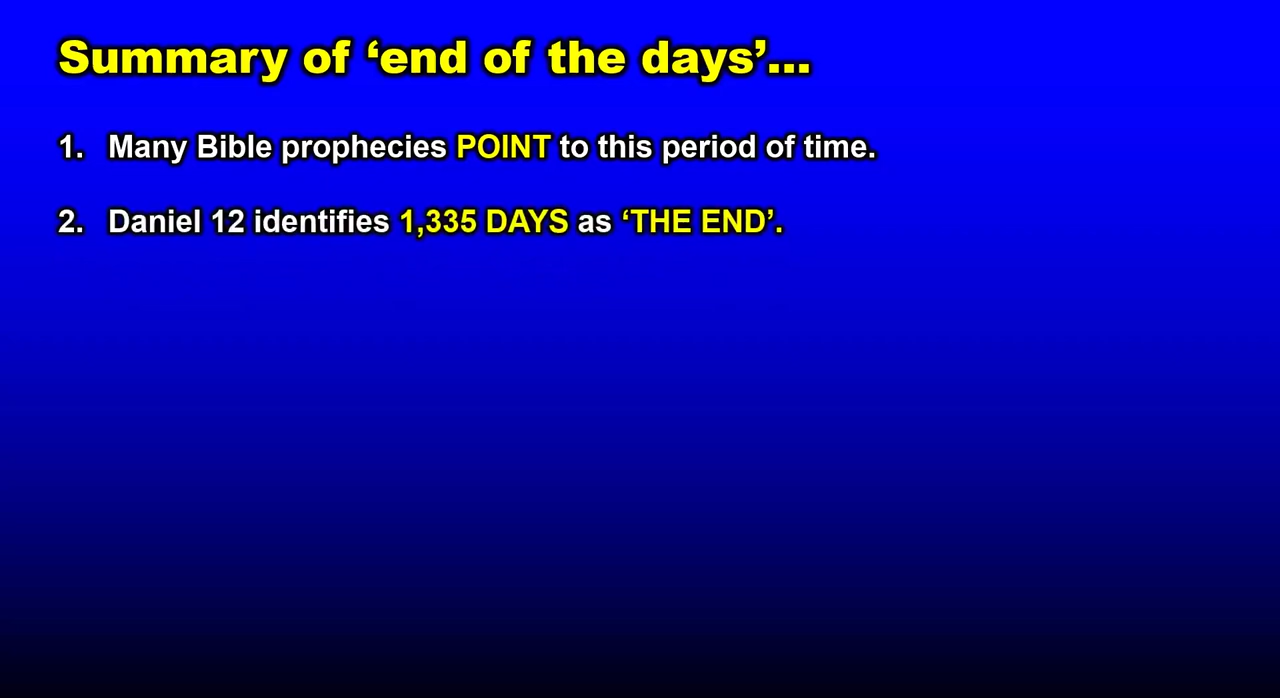 Summary of ‘end of the days’...
1. Many Bible prophecies POINT to this period of time.
2. Daniel 12 identifies 1,335 DAYS as ‘THE END’.